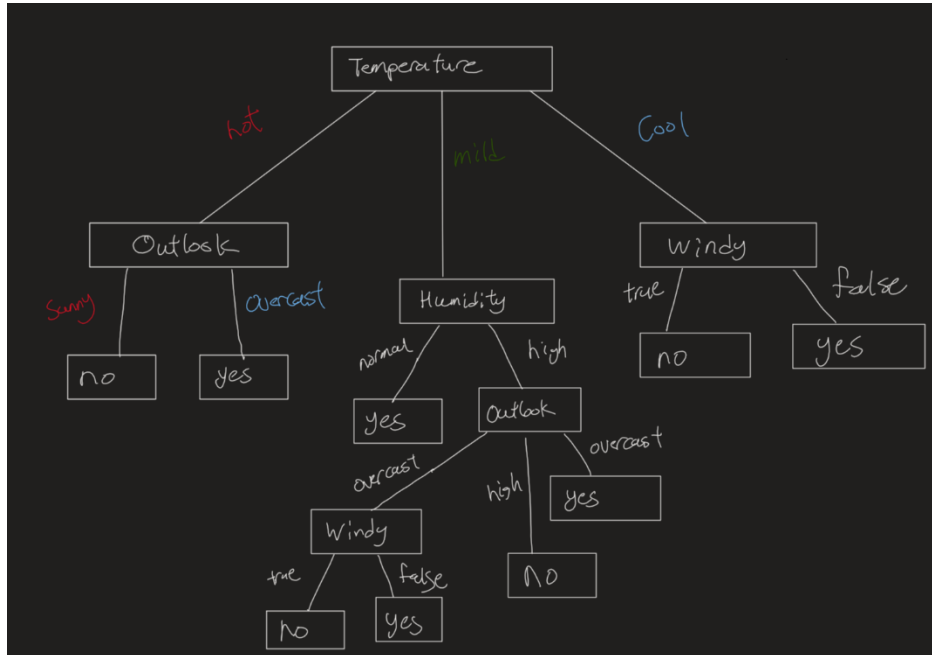 Temperature
hot
mild
Cool
Outlook
Windy
Sunny
overcast
Humidity
true
false
no
yes
normal
high
no
yes
yes
Outlook
overcast
high
overcast
yes
Windy
true
false
no
no
yes